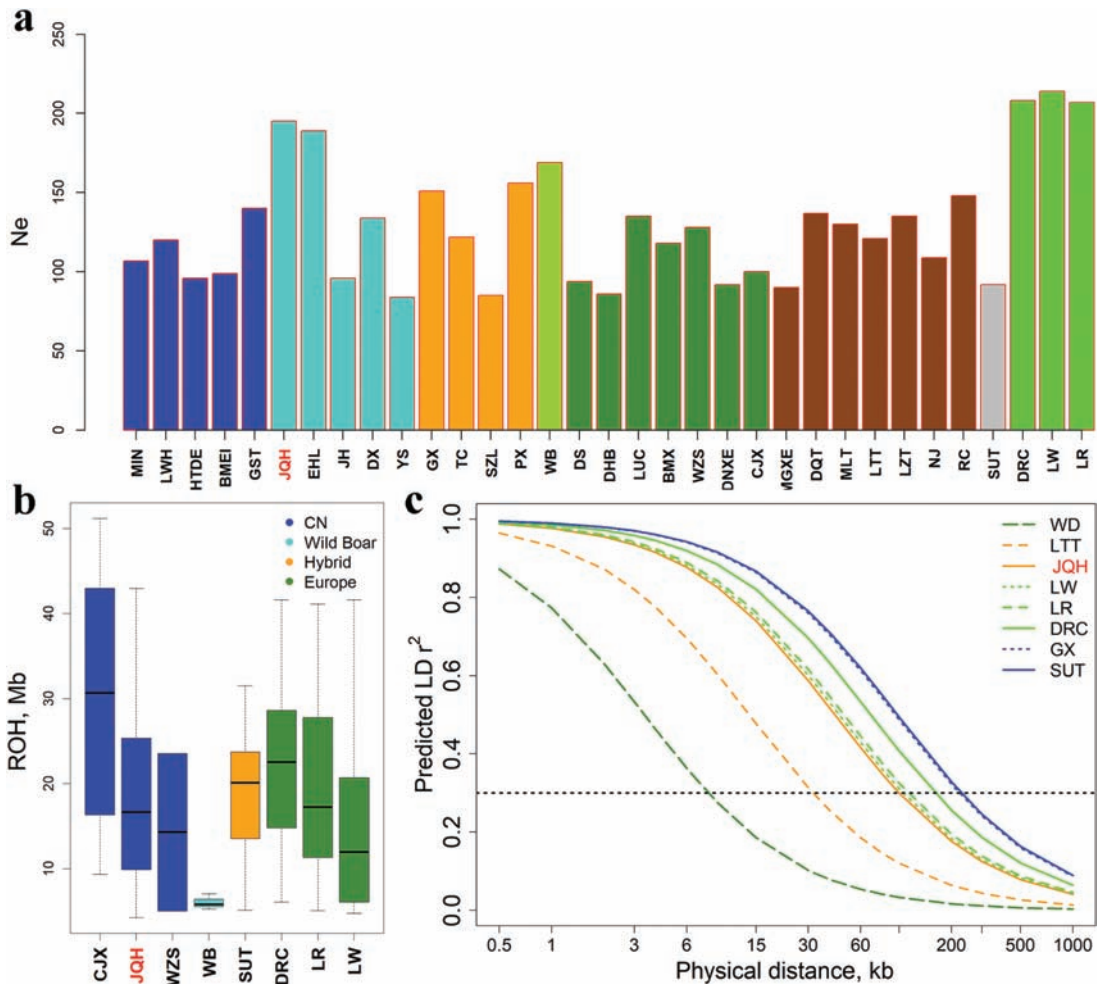 a
250
200
150
100
50
0
Ne
MIN LWH HTDE BMEI GST JQH EHL JH DX YS GX TC SZL PX WB DS DHB LUC BMX WZS DNXE CJX MGXE DQT MLT LTT LZT NJ RC SUT DRC LW LR
b
50
40
30
20
10
ROH, Mb
CN
Wild Boar
Hybrid
Europe
CJX JQH WZS WB SUT DRC LR LW
c
1.0
0.8
0.6
0.4
0.2
0.0
Predicted LD r²
WD
LTT
JQH
LW
LR
DRC
GX
SUT
0.5 1 3 6 15 30 60 200 500 1000
Physical distance, kb